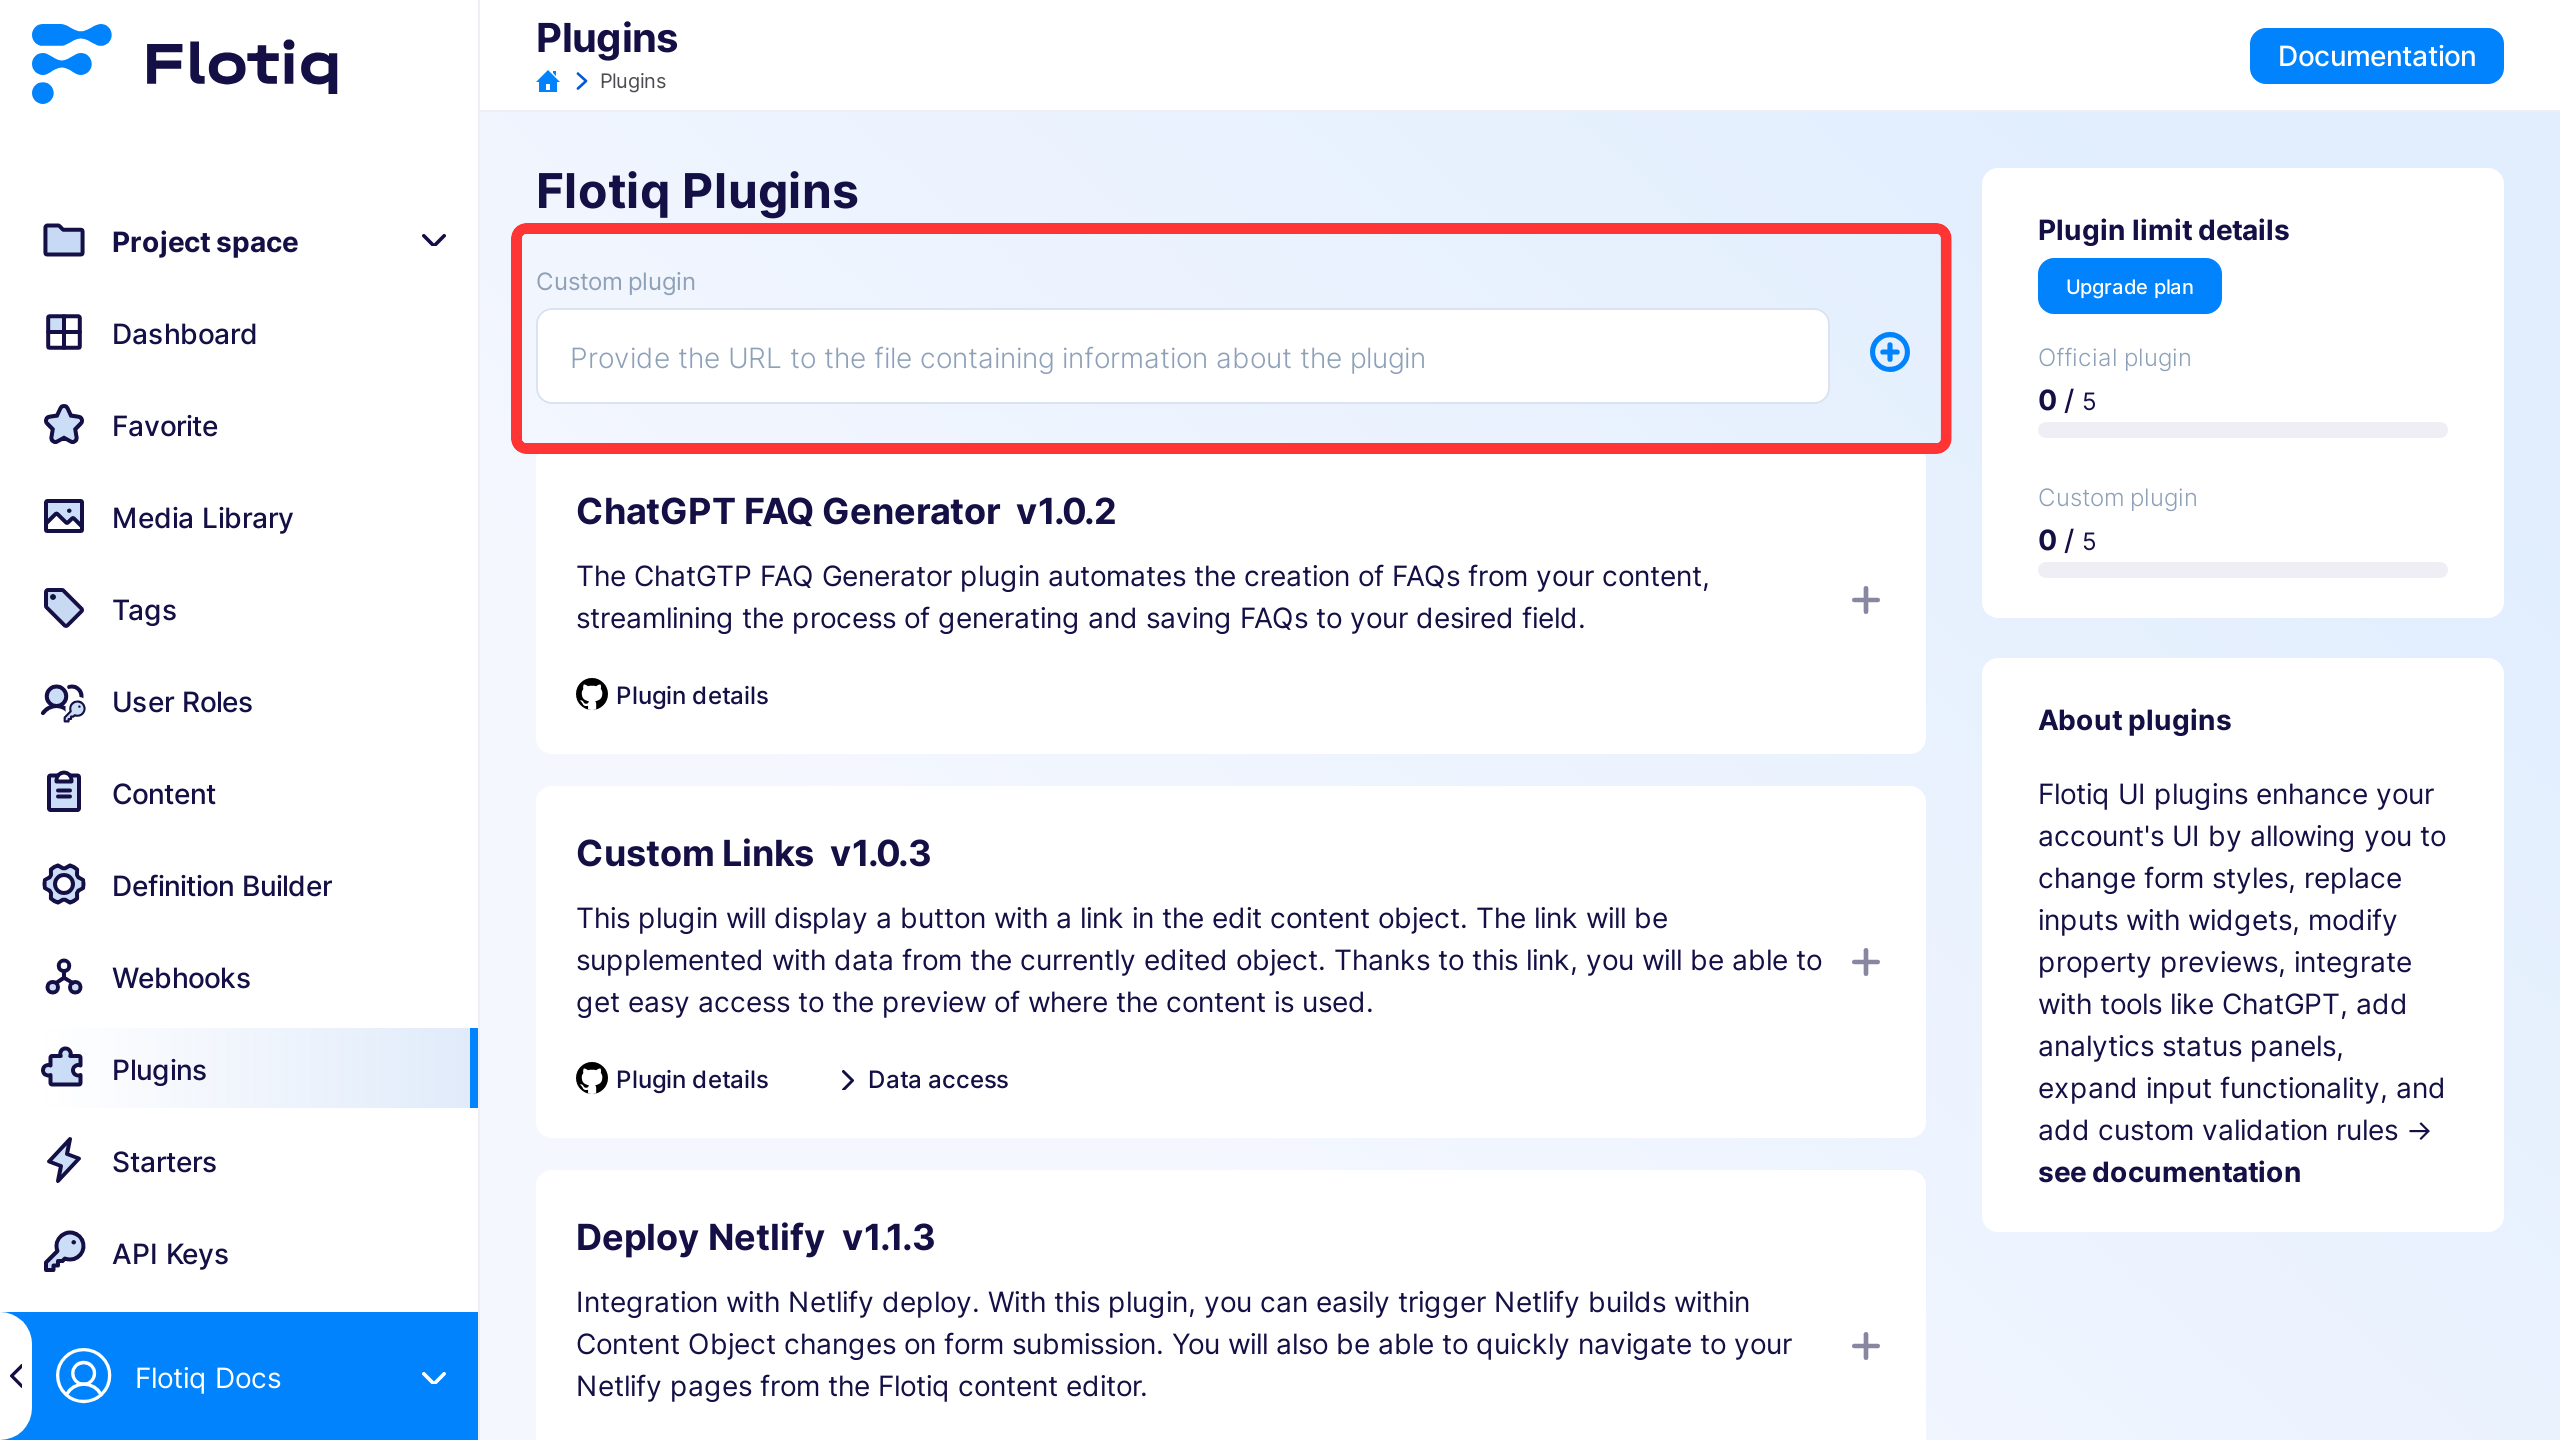 Flotiq
Project space
Dashboard
Favorite
Media Library
Tags
User Roles
Content
Definition Builder
Webhooks
Plugins
Starters
API Keys
Flotiq Docs
Plugins
Plugins
Documentation
Flotiq Plugins
Custom plugin
Provide the URL to the file containing information about the plugin
ChatGPT FAQ Generator v1.0.2
The ChatGTP FAQ Generator plugin automates the creation of FAQs from your content,
streamlining the process of generating and saving FAQs to your desired field.
Plugin details
Custom Links v1.0.3
This plugin will display a button with a link in the edit content object. The link will be
supplemented with data from the currently edited object. Thanks to this link, you will be able to
get easy access to the preview of where the content is used.
Plugin details
Data access
Deploy Netlify v1.1.3
Integration with Netlify deploy. With this plugin, you can easily trigger Netlify builds within
Content Object changes on form submission. You will also be able to quickly navigate to your
Netlify pages from the Flotiq content editor.
Plugin limit details
Upgrade plan
Official plugin
0 / 5
Custom plugin
0 / 5
About plugins
Flotiq UI plugins enhance your
account's UI by allowing you to
change form styles, replace
inputs with widgets, modify
property previews, integrate
with tools like ChatGPT, add
analytics status panels,
expand input functionality, and
add custom validation rules →
see documentation